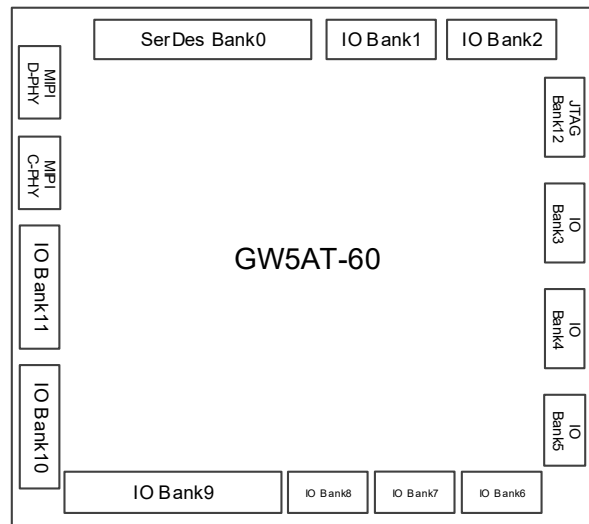 SerDes Bank0
IO Bank1
IO Bank2
MIPI
D-PHY
MIPI
C-PHY
IO Bank11
IO Bank10
GW5AT-60
JTAG
Bank12
IO
Bank3
IO
Bank4
IO
Bank5
IO Bank9
IO Bank8
IO Bank7
IO Bank6